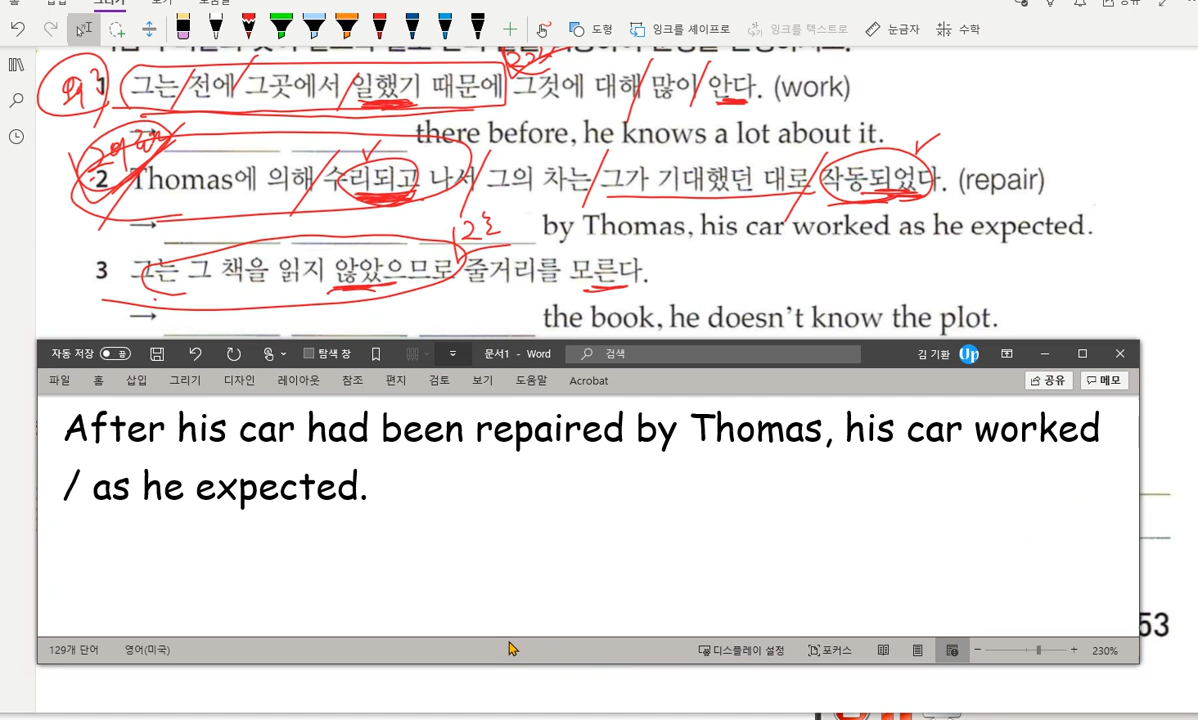 도형 잉크를 셰이프로 잉크를 텍스트로 눈금자 수학
1 그는 전에 그곳에서 일했기 때문에 그것에 대해 많이 안다. (work)
→ there before, he knows a lot about it.
2 Thomas에 의해 수리되고 나서 그의 차는 그가 기대했던 대로 작동되었다. (repair)
→ by Thomas, his car worked as he expected.
3 그는 그 책을 읽지 않았으므로 줄거리를 모른다.
→ the book, he doesn't know the plot.
자동 저장 끔 탐색 창 문서1 - Word 검색 김 기환 Up
파일 홈 삽입 그리기 디자인 레이아웃 참조 편지 검토 보기 도움말 Acrobat 공유 메모
After his car had been repaired by Thomas, his car worked
/ as he expected.
53
129개 단어 영어(미국) 디스플레이 설정 포커스 230%